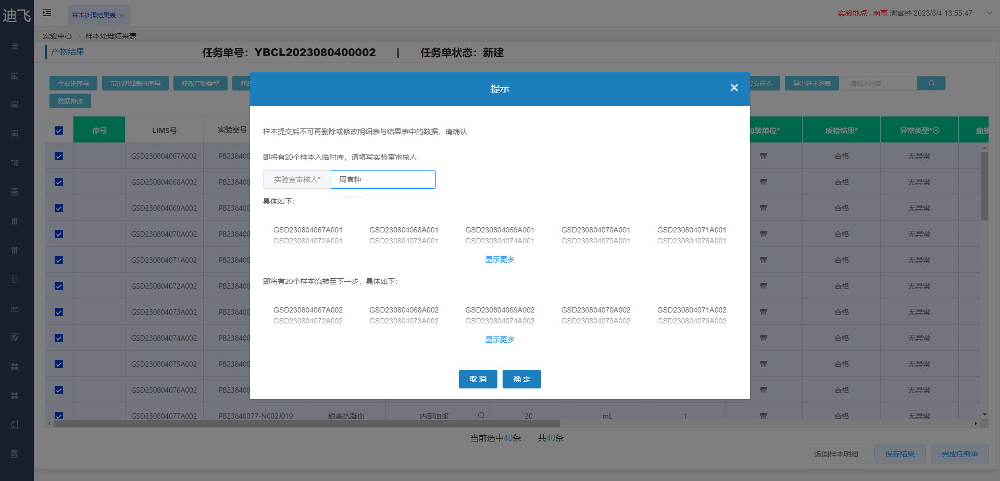 迪飞
样本处理结果表 ×
实验地点 : 南京 周官钟 2023/8/4 13:55:47
实验中心 > 样本处理结果表
产物结果
任务单号：YBCL2023080400002 | 任务单状态：新建
生成排序号 带出明细表排序号 修改产物类型 修改
提交样本 导出样本列表 请输入内容
数据修改
提示 ×
样本提交后不可再删除或修改明细表与结果表中的数据，请确认
即将有20个样本入临时库，请填写实验室审核人
实验室审核人* 周官钟
具体如下：
GSD230804067A001 GSD230804068A001 GSD230804069A001 GSD230804070A001 GSD230804071A001
GSD230804072A001 GSD230804073A001 GSD230804074A001 GSD230804075A001 GSD230804076A001
显示更多
即将有20个样本流转至下一步，具体如下：
GSD230804067A002 GSD230804068A002 GSD230804069A002 GSD230804070A002 GSD230804071A002
GSD230804072A002 GSD230804073A002 GSD230804074A002 GSD230804075A002 GSD230804076A002
显示更多
取 消 确 定
序号 LIMS号 实验室号 包装单位* 质检结果* 异常类型* 血浆
GSD230804067A002 PB23840 管 合格 无异常
GSD230804068A002 PB23840 管 合格 无异常
GSD230804069A002 PB23840 管 合格 无异常
GSD230804070A002 PB23840 管 合格 无异常
GSD230804071A002 PB23840 管 合格 无异常
GSD230804072A002 PB23840 管 合格 无异常
GSD230804073A002 PB23840 管 合格 无异常
GSD230804074A002 PB23840 管 合格 无异常
GSD230804075A002 PB23840 管 合格 无异常
GSD230804076A002 PB23840 管 合格 无异常
GSD230804077A002 PB23840077-N002J019 硕美抗凝血 内部血浆 20 mL 1 管 合格 无异常
当前选中40条 共40条
返回样本明细 保存结果 完成任务单